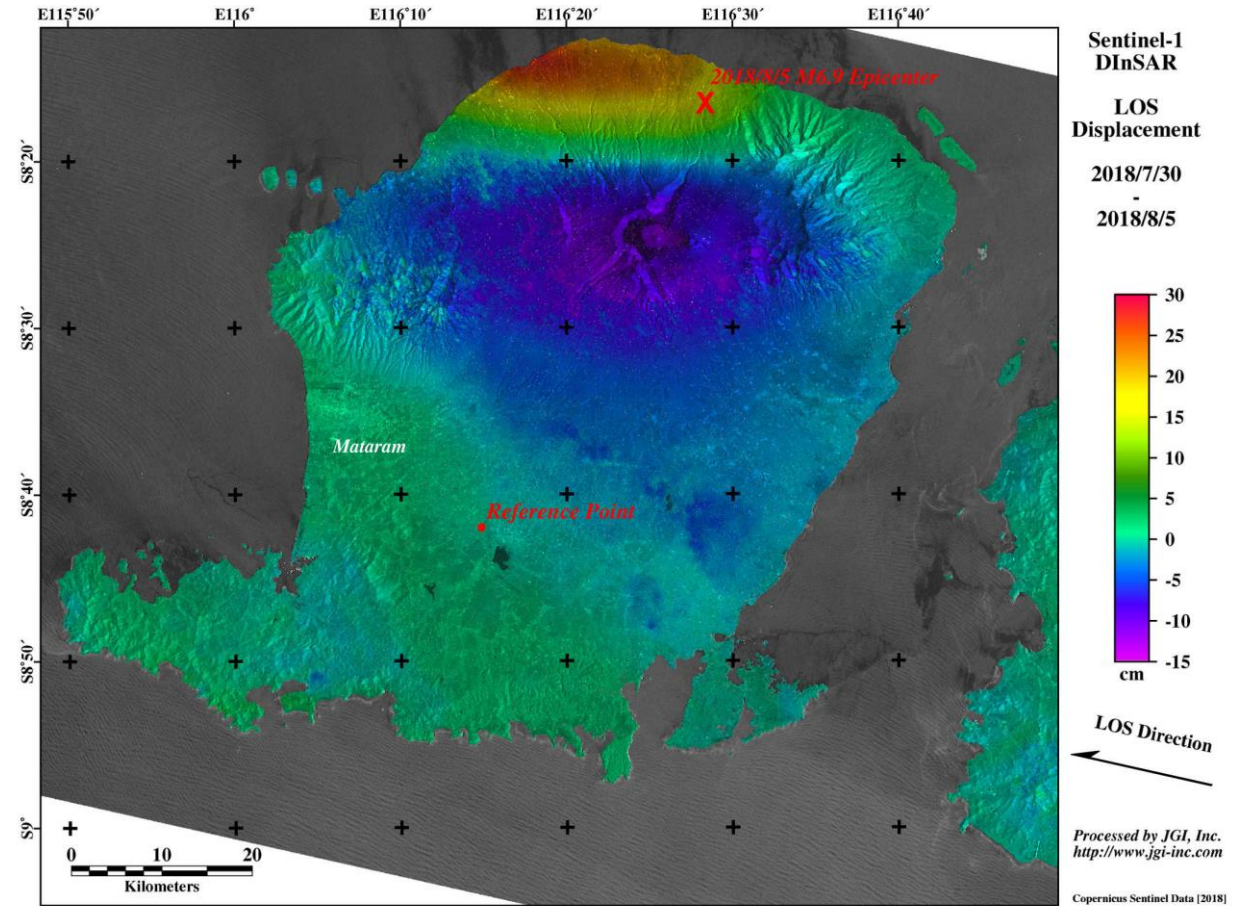 E115°50´ E116° E116°10´ E116°20´ E116°30´ E116°40´
Sentinel-1
DInSAR
LOS
Displacement
2018/7/30
-
2018/8/5
2018/8/5 M6.9 Epicenter
X
S8°20´
S8°30´
S8°40´
S8°50´
S9°
Mataram
Reference Point
30
25
20
15
10
5
0
-5
-10
-15
cm
LOS Direction
0 10 20
Kilometers
Processed by JGI, Inc.
http://www.jgi-inc.com
Copernicus Sentinel Data [2018]